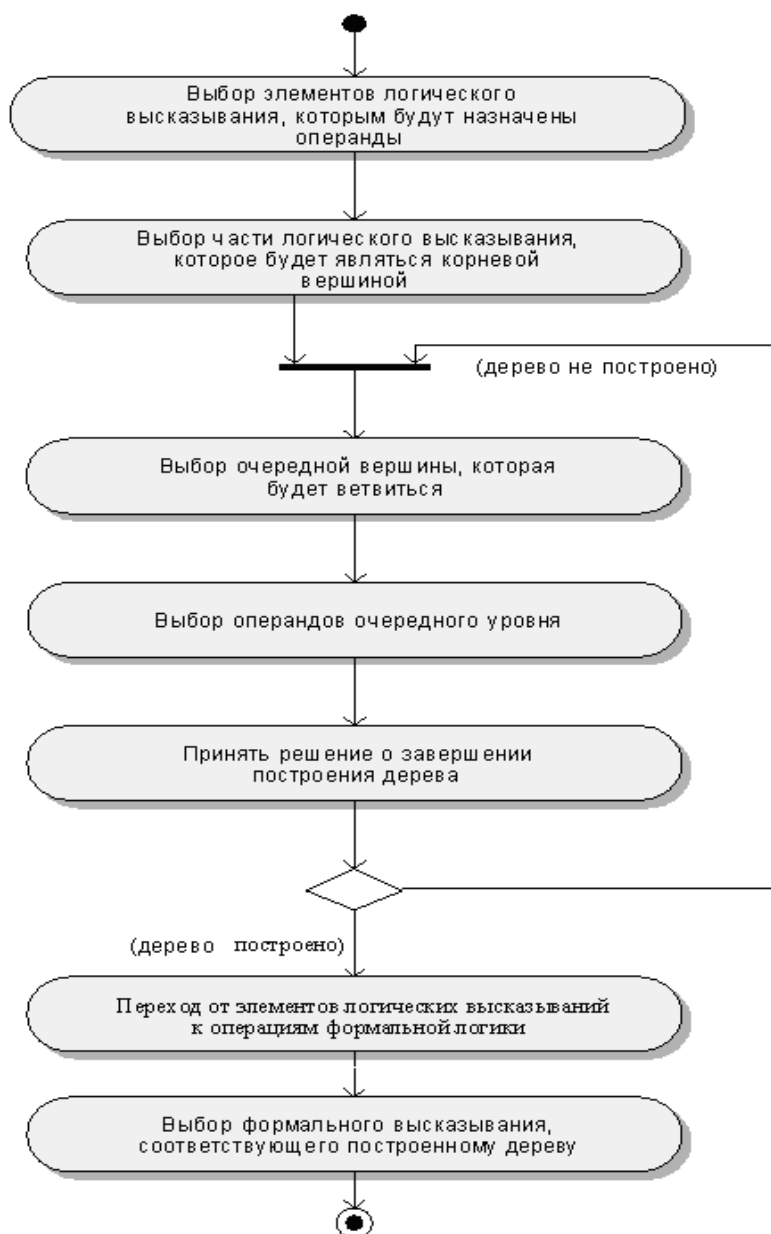 Выбор элементов логического
высказывания, которым будут назначены
операнды
Выбор части логического высказывания,
которое будет являться корневой
вершиной
(дерево не построено)
Выбор очередной вершины, которая
будет ветвиться
Выбор операндов очередного уровня
Принять решение о завершении
построения дерева
(дерево построено)
Переход от элементов логических высказываний
к операциям формальной логики
Выбор формального высказывания,
соответствующего построенному дереву